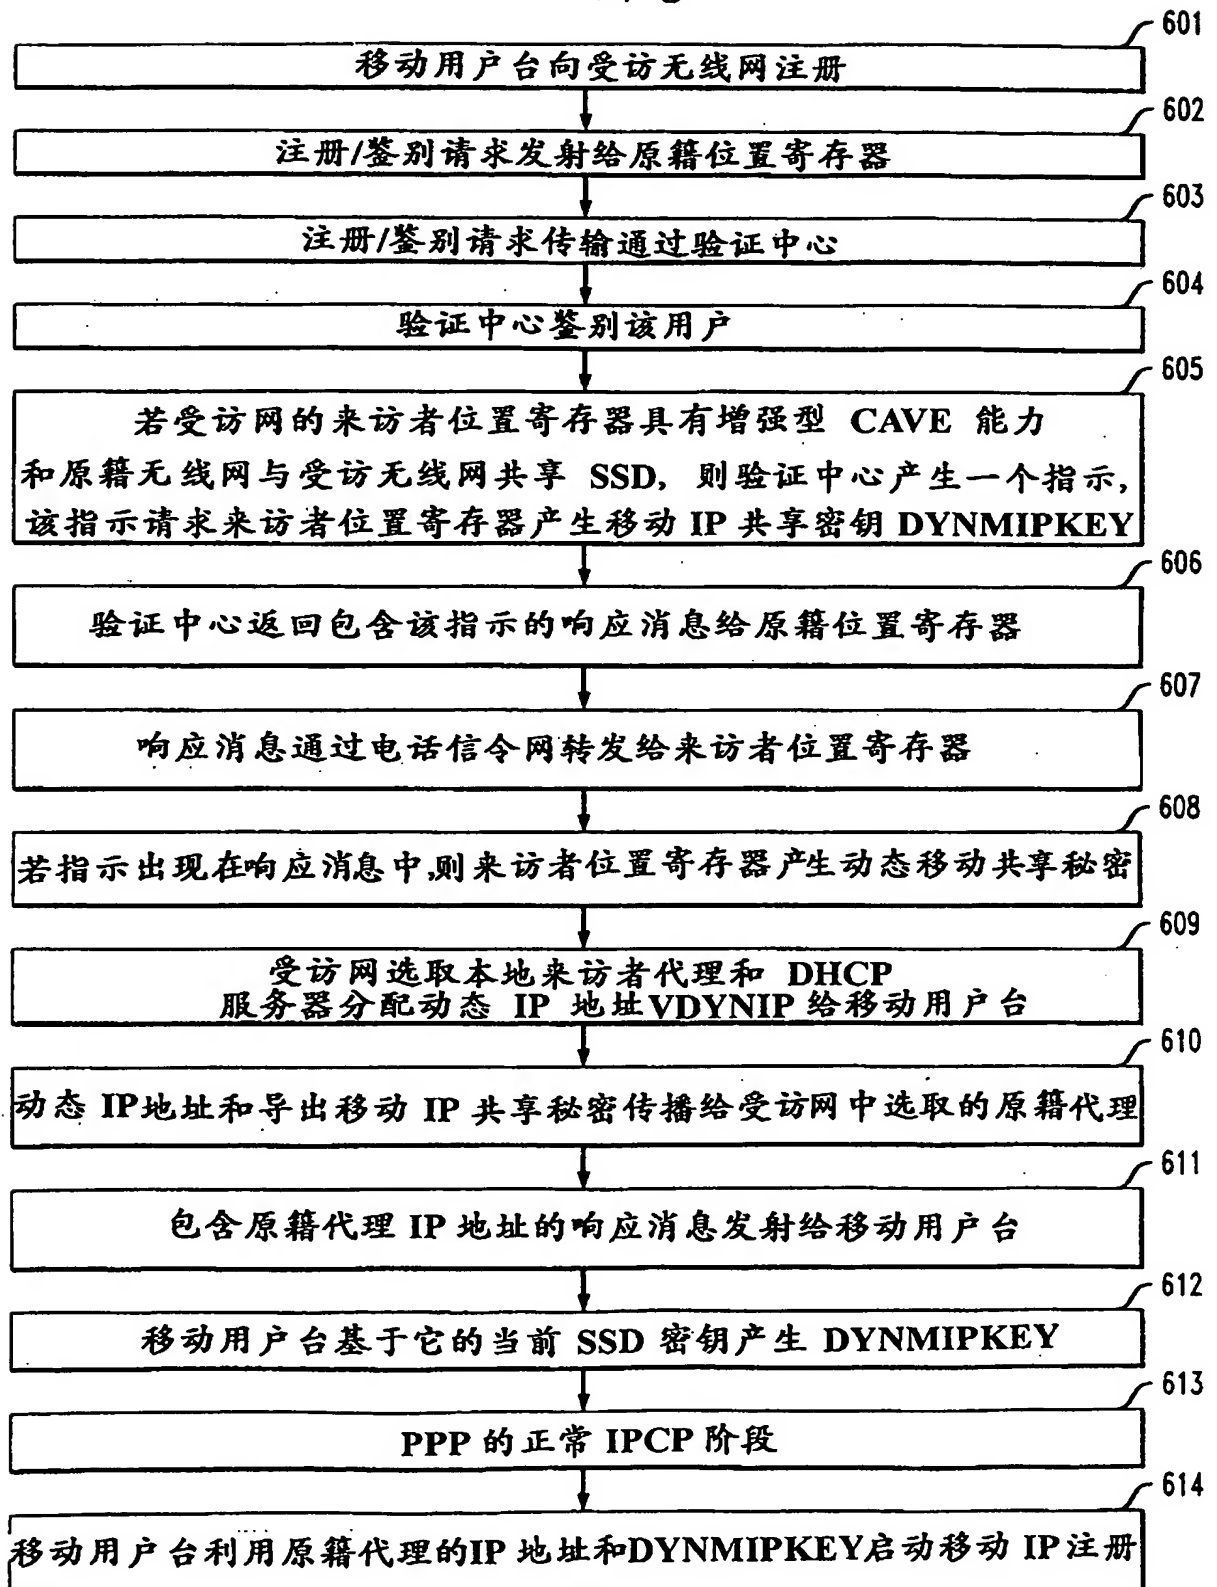 601
移动用户台向受访无线网注册
602
注册/鉴别请求发射给原籍位置寄存器
603
注册/鉴别请求传输通过验证中心
604
验证中心鉴别该用户
605
若受访网的来访者位置寄存器具有增强型 CAVE 能力
和原籍无线网与受访无线网共享 SSD, 则验证中心产生一个指示,
该指示请求来访者位置寄存器产生移动 IP 共享密钥 DYNMIPKEY
606
验证中心返回包含该指示的响应消息给原籍位置寄存器
607
响应消息通过电话信令网转发给来访者位置寄存器
608
若指示出现在响应消息中,则来访者位置寄存器产生动态移动共享秘密
609
受访网选取本地来访者代理和 DHCP
服务器分配动态 IP 地址VDYNIP 给移动用户台
610
动态 IP地址和导出移动 IP 共享秘密传播给受访网中选取的原籍代理
611
包含原籍代理 IP 地址的响应消息发射给移动用户台
612
移动用户台基于它的当前 SSD 密钥产生 DYNMIPKEY
613
PPP 的正常 IPCP 阶段
614
移动用户台利用原籍代理的IP 地址和DYNMIPKEY启动移动 IP注册